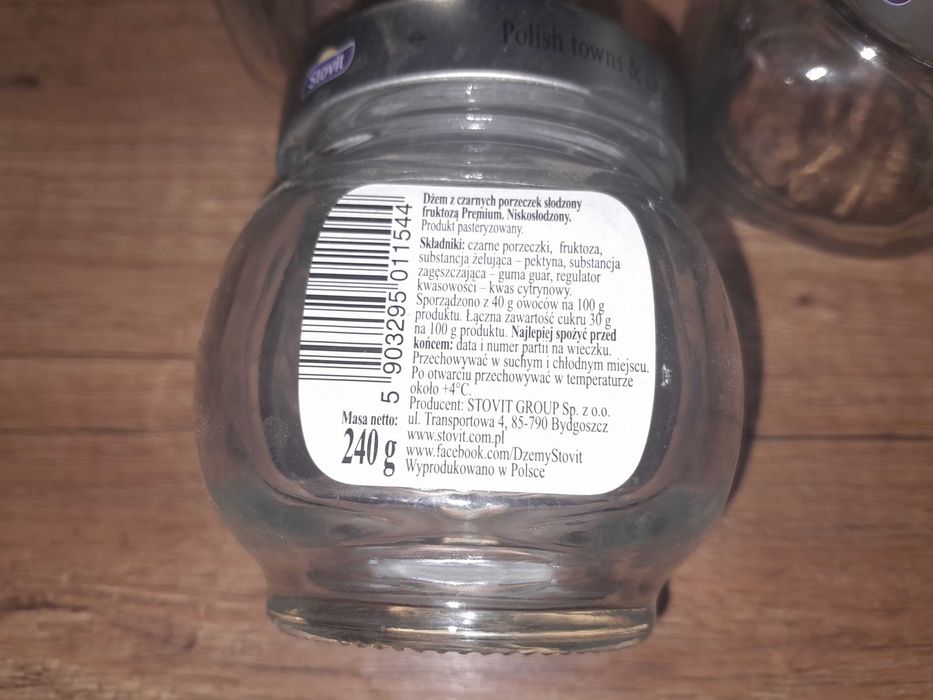 Stovit
Polish towns &
Dżem z czarnych porzeczek słodzony
fruktozą Premium. Niskosłodzony.
Produkt pasteryzowany.
Składniki: czarne porzeczki, fruktoza,
substancja żelująca – pektyna, substancja
zagęszczająca – guma guar, regulator
kwasowości – kwas cytrynowy.
Sporządzono z 40 g owoców na 100 g
produktu. Łączna zawartość cukru 30 g
na 100 g produktu. Najlepiej spożyć przed
końcem: data i numer partii na wieczku.
Przechowywać w suchym i chłodnym miejscu.
Po otwarciu przechowywać w temperaturze
około +4°C.
Producent: STOVIT GROUP Sp. z o.o.
ul. Transportowa 4, 85-790 Bydgoszcz
www.stovit.com.pl
www.facebook.com/DzemyStovit
Wyprodukowano w Polsce
5 903295 011544
Masa netto:
240 g